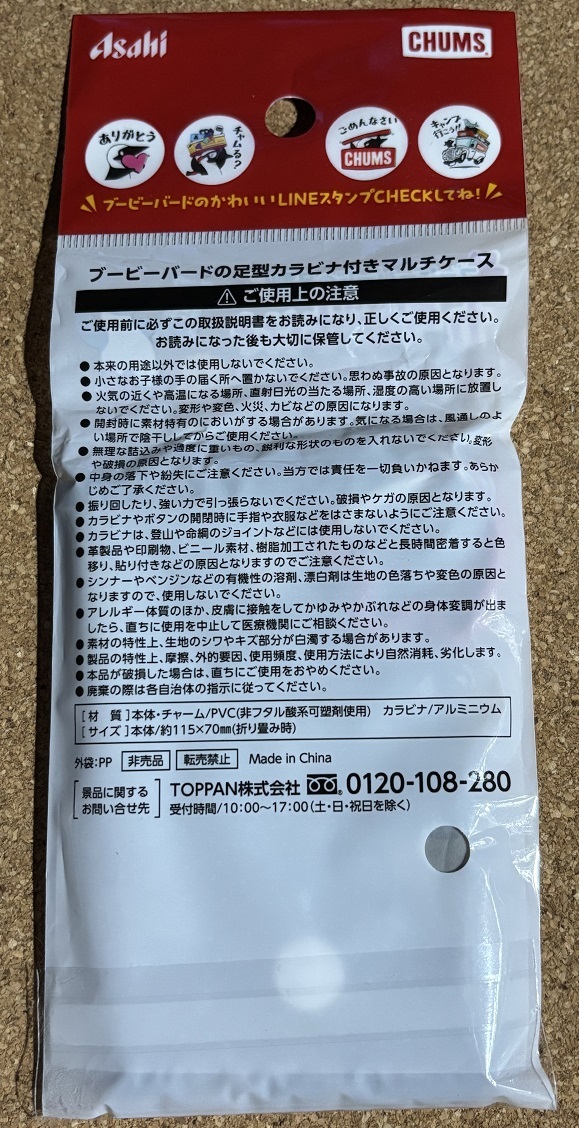 Asahi
CHUMS
ありがとう
チャムる?
ごめんなさい
CHUMS
キャンプ
行こう!!
ブービーバードのかわいいLINEスタンプCHECKしてね!
ブービーバードの足型カラビナ付きマルチケース
⚠ ご使用上の注意
ご使用前に必ずこの取扱説明書をお読みになり、正しくご使用ください。
お読みになった後も大切に保管してください。
●本来の用途以外では使用しないでください。
●小さなお子様の手の届く所へ置かないでください。思わぬ事故の原因となります。
●火気の近くや高温になる場所、直射日光の当たる場所、湿度の高い場所に放置し
ないでください。変形や変色、火災、カビなどの原因になります。
●開封時に素材特有のにおいがする場合があります。気になる場合は、風通しのよ
い場所で陰干ししてからご使用ください。
●無理な詰込みや過度に重いもの、鋭利な形状のものを入れないでください。変形
や破損の原因となります。
●中身の落下や紛失にご注意ください。当方では責任を一切負いかねます。あらか
じめご了承ください。
●振り回したり、強い力で引っ張らないでください。破損やケガの原因となります。
●カラビナやボタンの開閉時に手指や衣服などをはさまないようにご注意ください。
●カラビナは、登山や命綱のジョイントなどには使用しないでください。
●革製品や印刷物、ビニール素材、樹脂加工されたものなどと長時間密着すると色
移り、貼り付きなどの原因となりますのでご注意ください。
●シンナーやベンジンなどの有機性の溶剤、漂白剤は生地の色落ちや変色の原因と
なりますので、使用しないでください。
●アレルギー体質のほか、皮膚に接触をしてかゆみやかぶれなどの身体変調が出ま
したら、直ちに使用を中止して医療機関にご相談ください。
●素材の特性上、生地のシワやキズ部分が白濁する場合があります。
●製品の特性上、摩擦、外的要因、使用頻度、使用方法により自然消耗、劣化します。
●本品が破損した場合は、直ちにご使用をおやめください。
●廃棄の際は各自治体の指示に従ってください。
[材 質]本体・チャーム/PVC(非フタル酸系可塑剤使用) カラビナ/アルミニウム
[サイズ]本体/約115×70mm(折り畳み時)
外袋:PP 非売品 転売禁止 Made in China
景品に関する
お問い合せ先
TOPPAN株式会社 0120-108-280
受付時間/10:00～17:00(土・日・祝日を除く)